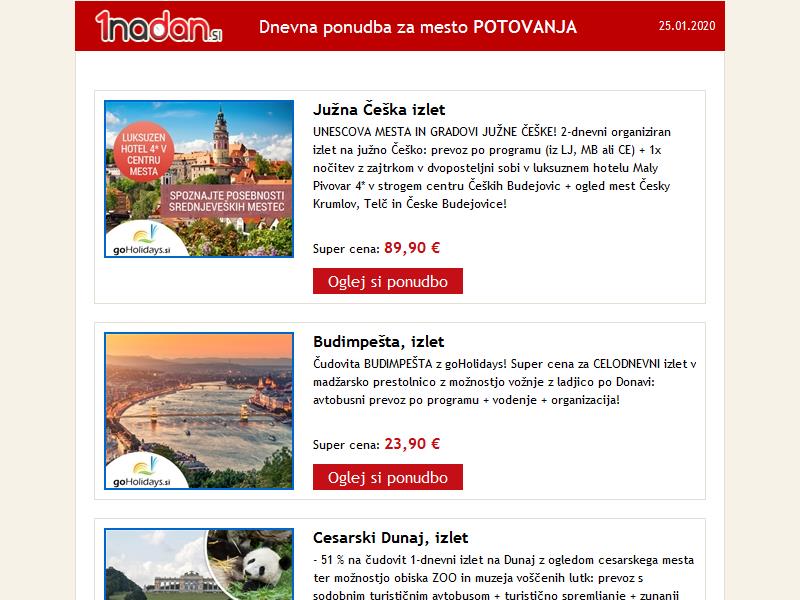 1nadan.si
Dnevna ponudba za mesto POTOVANJA
25.01.2020
LUKSUZEN
HOTEL 4* V
CENTRU
MESTA
SPOZNAJTE POSEBNOSTI
SREDNJEVEŠKIH MESTEC
goHolidays.si
Južna Češka izlet
UNESCOVA MESTA IN GRADOVI JUŽNE ČEŠKE! 2-dnevni organiziran
izlet na južno Češko: prevoz po programu (iz LJ, MB ali CE) + 1x
nočitev z zajtrkom v dvoposteljni sobi v luksuznem hotelu Maly
Pivovar 4* v strogem centru Čeških Budejovic + ogled mest Česky
Krumlov, Telč in Česke Budejovice!
Super cena: 89,90 €
Oglej si ponudbo
goHolidays.si
Budimpešta, izlet
Čudovita BUDIMPEŠTA z goHolidays! Super cena za CELODNEVNI izlet v
madžarsko prestolnico z možnostjo vožnje z ladjico po Donavi:
avtobusni prevoz po programu + vodenje + organizacija!
Super cena: 23,90 €
Oglej si ponudbo
Cesarski Dunaj, izlet
- 51 % na čudovit 1-dnevni izlet na Dunaj z ogledom cesarskega mesta
ter možnostjo obiska ZOO in muzeja voščenih lutk: prevoz s
sodobnim turističnim avtobusom + turistično spremljanje + zunanji